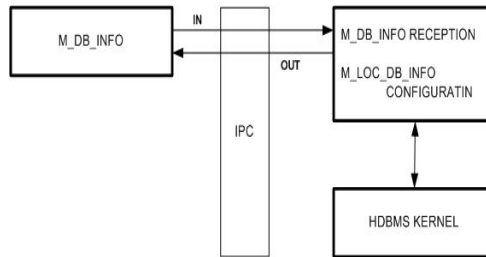 M_DB_INFO
IN
OUT
IPC
M_DB_INFO RECEPTION
M_LOC_DB_INFO
CONFIGURATIN
HDBMS KERNEL